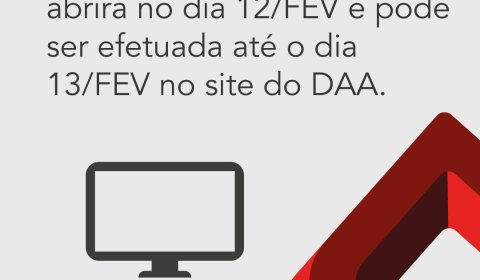 abrirá no dia 12/FEV e pode
ser efetuada até o dia
13/FEV no site do DAA.